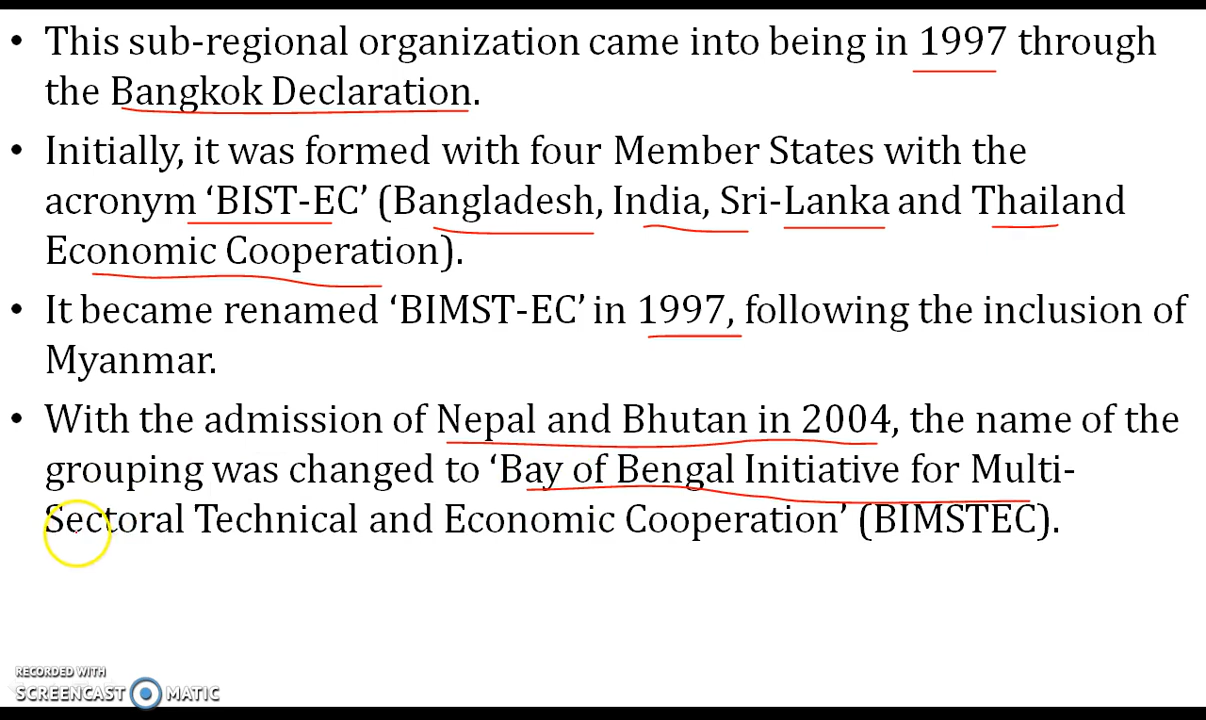 • This sub-regional organization came into being in 1997 through
the Bangkok Declaration.
• Initially, it was formed with four Member States with the
acronym ‘BIST-EC’ (Bangladesh, India, Sri-Lanka and Thailand
Economic Cooperation).
• It became renamed ‘BIMST-EC’ in 1997, following the inclusion of
Myanmar.
• With the admission of Nepal and Bhutan in 2004, the name of the
grouping was changed to ‘Bay of Bengal Initiative for Multi-
Sectoral Technical and Economic Cooperation’ (BIMSTEC).
RECORDED WITH
SCREENCAST MATIC